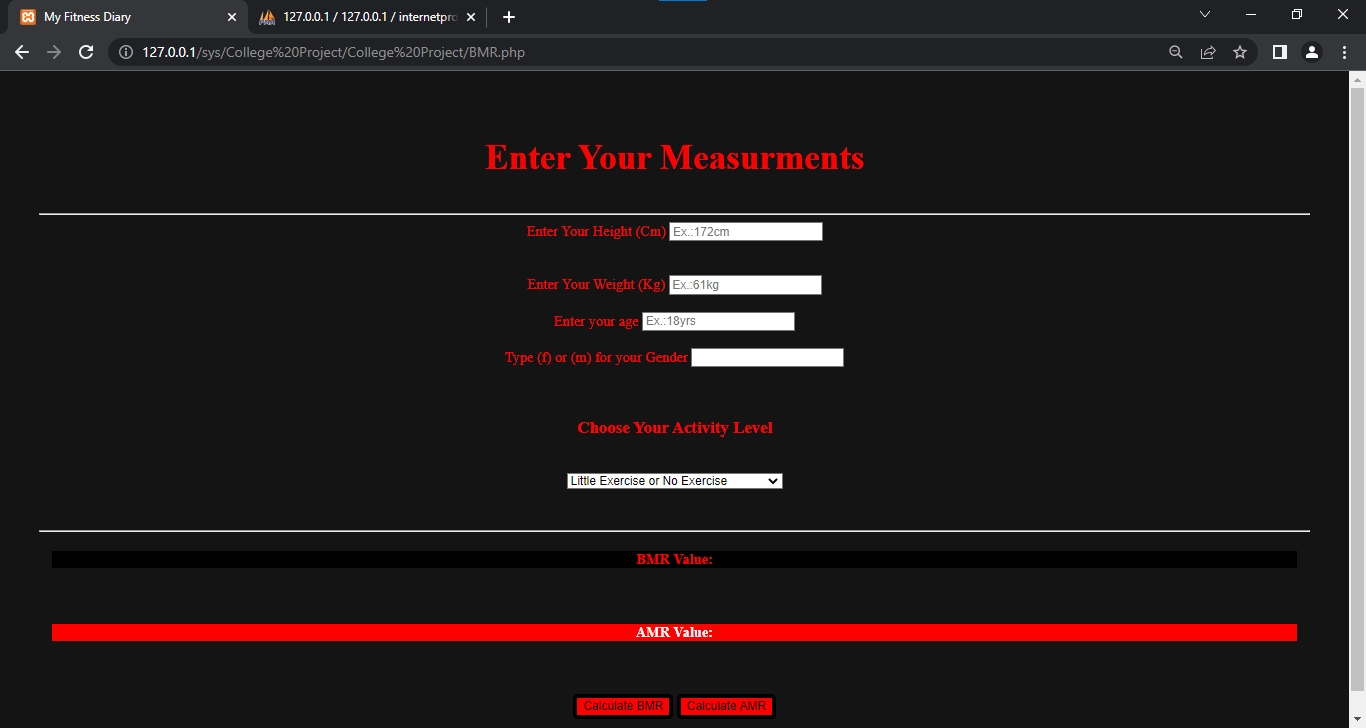 My Fitness Diary
127.0.0.1 / 127.0.0.1 / internetpro
127.0.0.1/sys/College%20Project/College%20Project/BMR.php
Enter Your Measurments
Enter Your Height (Cm) Ex.:172cm
Enter Your Weight (Kg) Ex.:61kg
Enter your age Ex.:18yrs
Type (f) or (m) for your Gender
Choose Your Activity Level
Little Exercise or No Exercise
BMR Value:
AMR Value:
Calculate BMR Calculate AMR